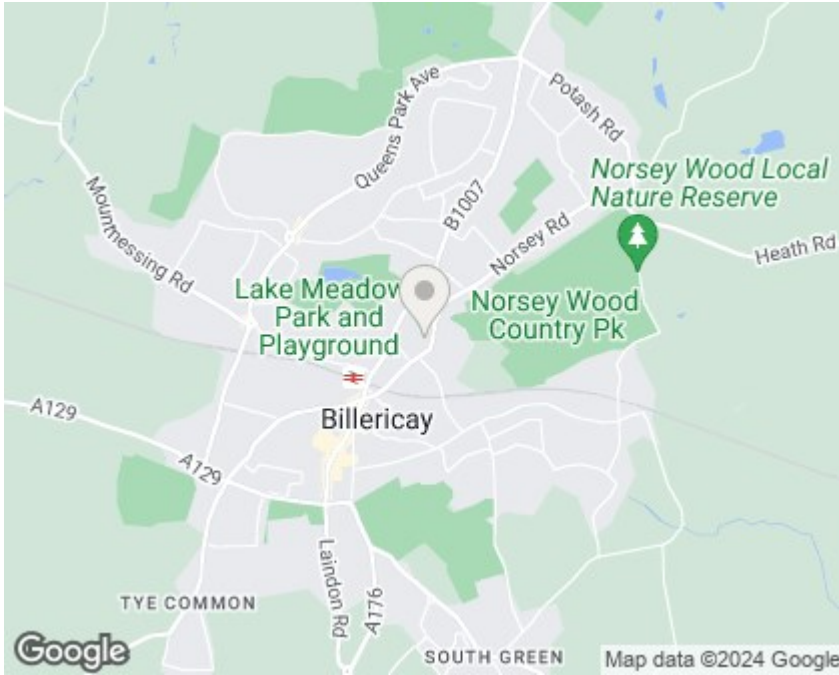 Queens Park Ave
Potash Rd
B1007
Norsey Wood Local
Nature Reserve
Mountnessing Rd
Norsey Rd
Heath Rd
Lake Meadow
Park and
Playground
Norsey Wood
Country Pk
A129
Billericay
A129
Laindon Rd
A176
TYE COMMON
SOUTH GREEN
Google
Map data ©2024 Google